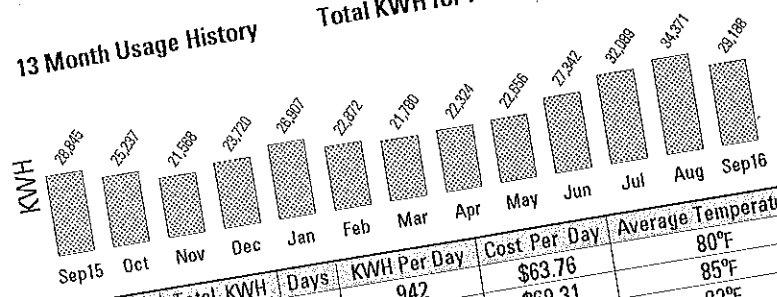 Total KWH for
13 Month Usage History
28,845 25,237 21,568 23,720 26,907 22,872 21,780 22,324 22,656 27,342 32,089 34,371 29,188
KWH
Sep15 Oct Nov Dec Jan Feb Mar Apr May Jun Jul Aug Sep16
Total KWH Days KWH Per Day Cost Per Day Average
942 $63.76 80°F
$69.31 85°F